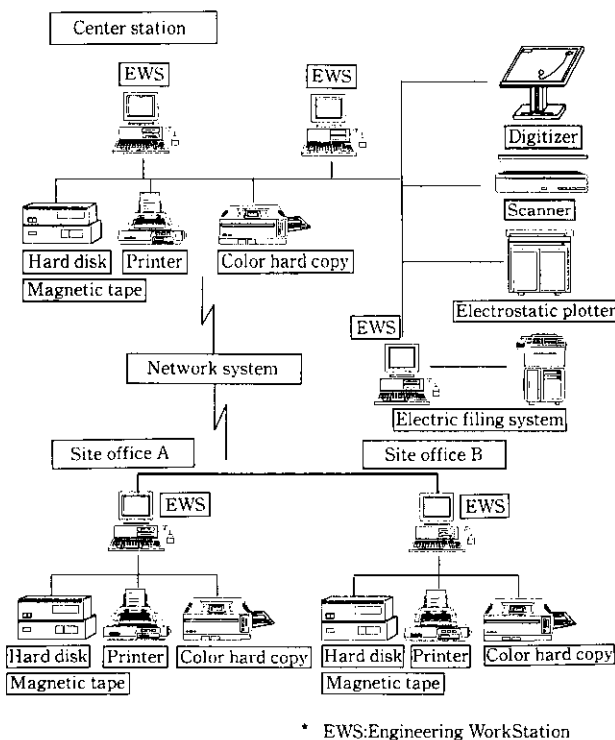 Center station
EWS
EWS
Digitizer
Scanner
Hard disk
Printer
Color hard copy
Magnetic tape
Electrostatic plotter
EWS
Network system
Electric filing system
Site office A
Site office B
EWS
EWS
Hard disk
Printer
Color hard copy
Hard disk
Printer
Color hard copy
Magnetic tape
Magnetic tape
* EWS:Engineering WorkStation